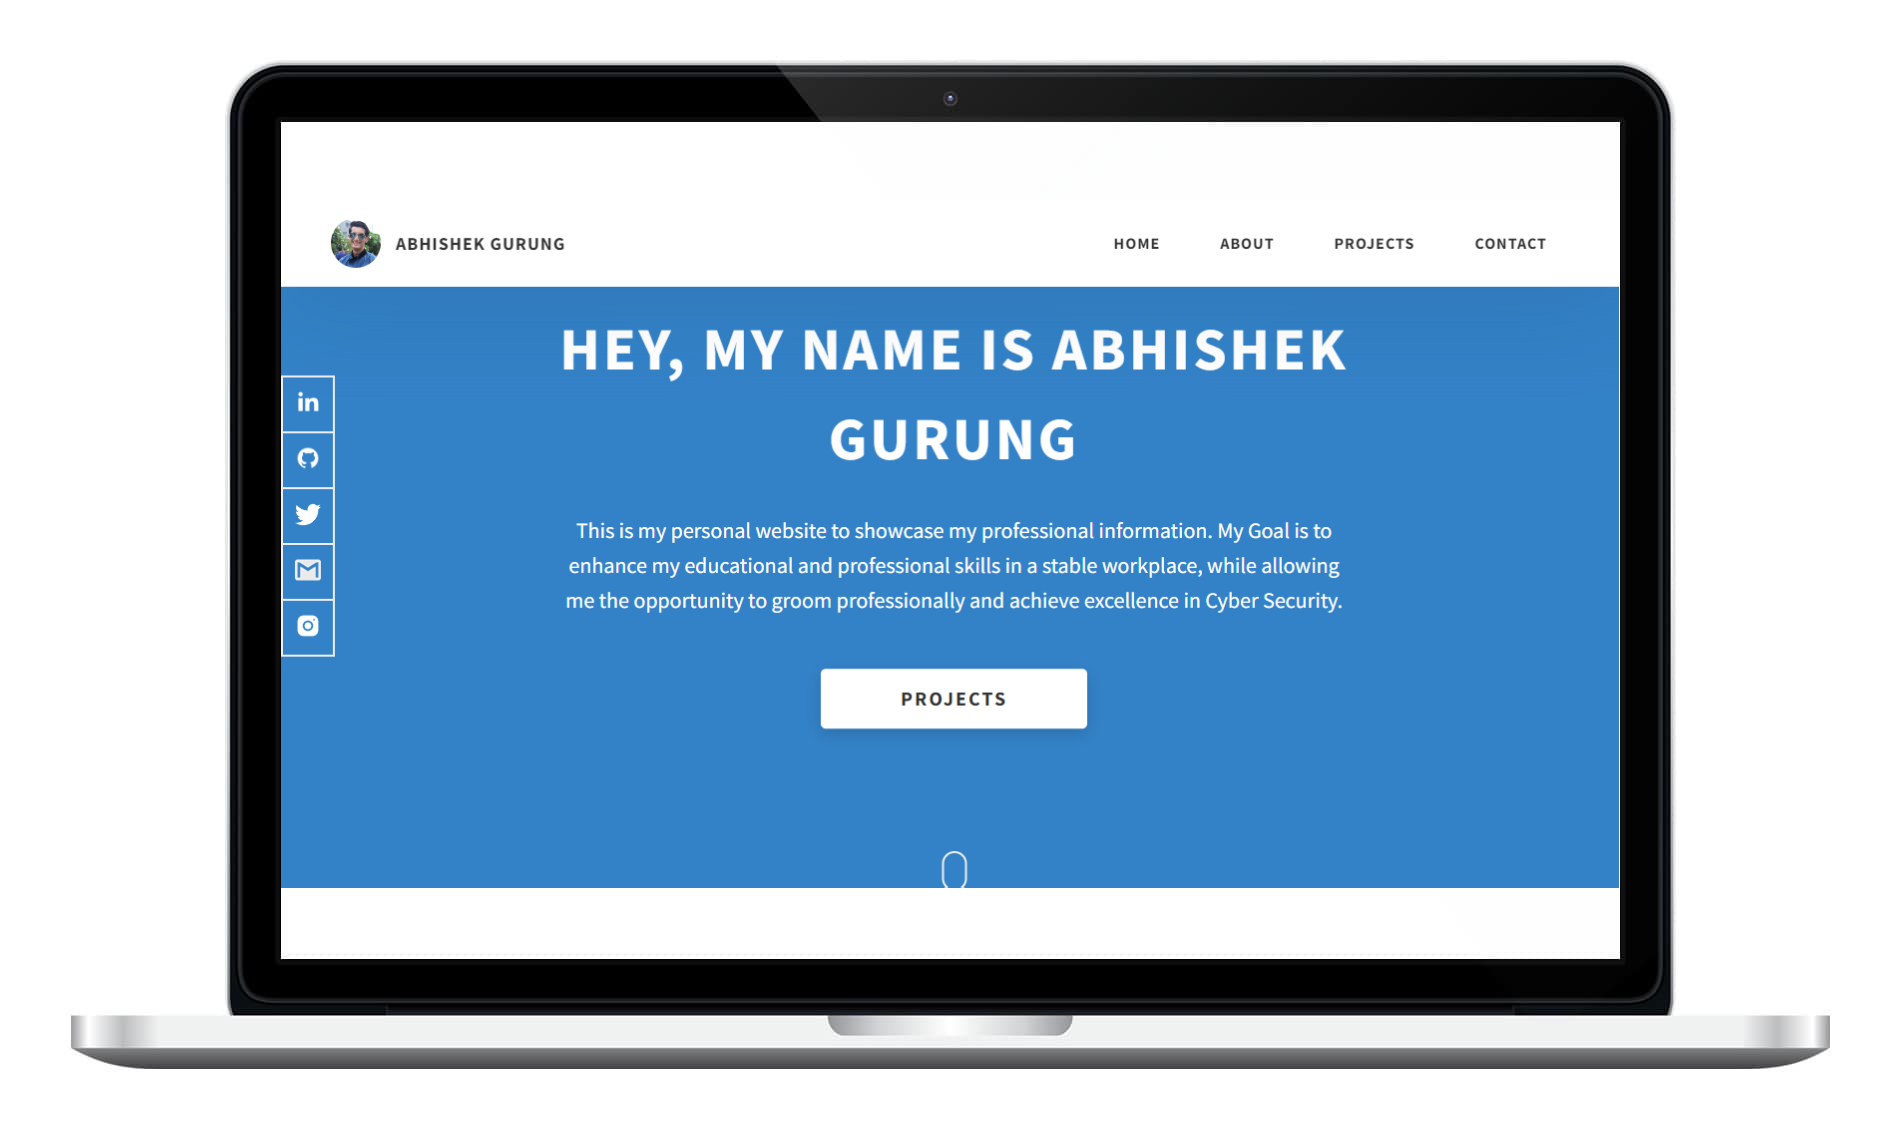 ABHISHEK GURUNG
HOME ABOUT PROJECTS CONTACT
HEY, MY NAME IS ABHISHEK
GURUNG
in
This is my personal website to showcase my professional information. My Goal is to
enhance my educational and professional skills in a stable workplace, while allowing
me the opportunity to groom professionally and achieve excellence in Cyber Security.
PROJECTS